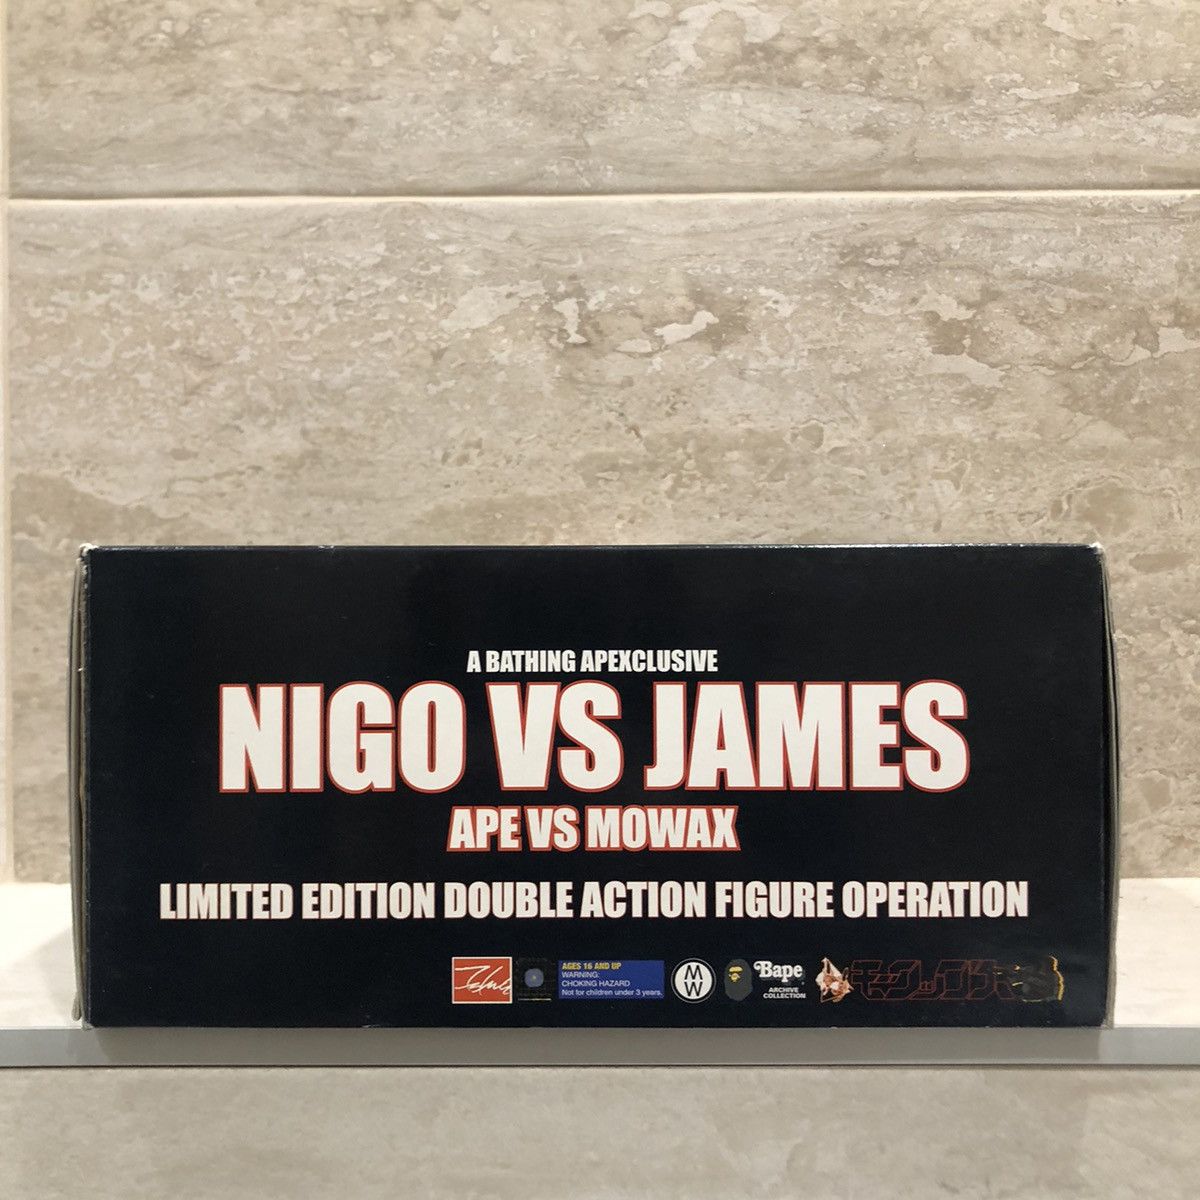 A BATHING APEXCLUSIVE
NIGO VS JAMES
APE VS MOWAX
LIMITED EDITION DOUBLE ACTION FIGURE OPERATION
AGES 16 AND UP
WARNING:
CHOKING HAZARD
Not for children under 3 years.
MW
Bape
ARCHIVE
COLLECTION